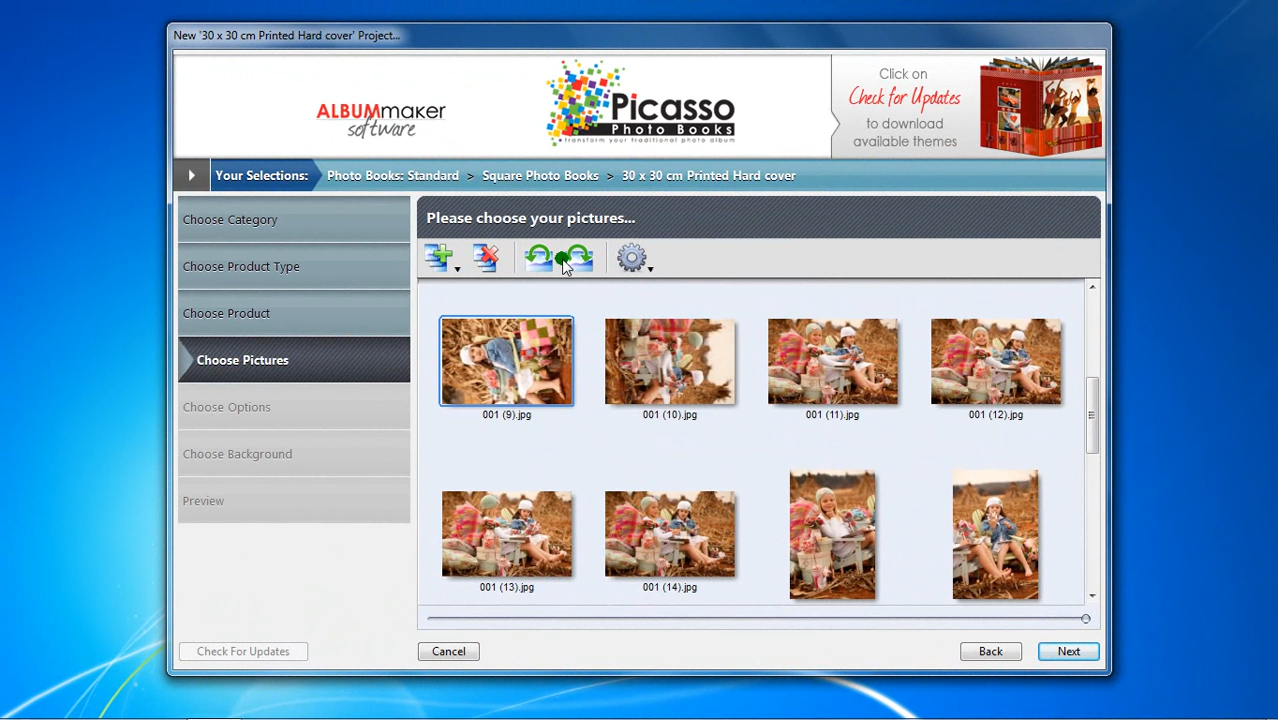 New '30 x 30 cm Printed Hard cover' Project...
ALBUMmaker
software
Picasso
Photo Books
transform your traditional photo album
Click on
Check for Updates
to download
available themes
Your Selections:
Photo Books: Standard > Square Photo Books > 30 x 30 cm Printed Hard cover
Choose Category
Choose Product Type
Choose Product
Choose Pictures
Choose Options
Choose Background
Preview
Please choose your pictures...
001 (9).jpg
001 (10).jpg
001 (11).jpg
001 (12).jpg
001 (13).jpg
001 (14).jpg
Check For Updates
Cancel
Back
Next